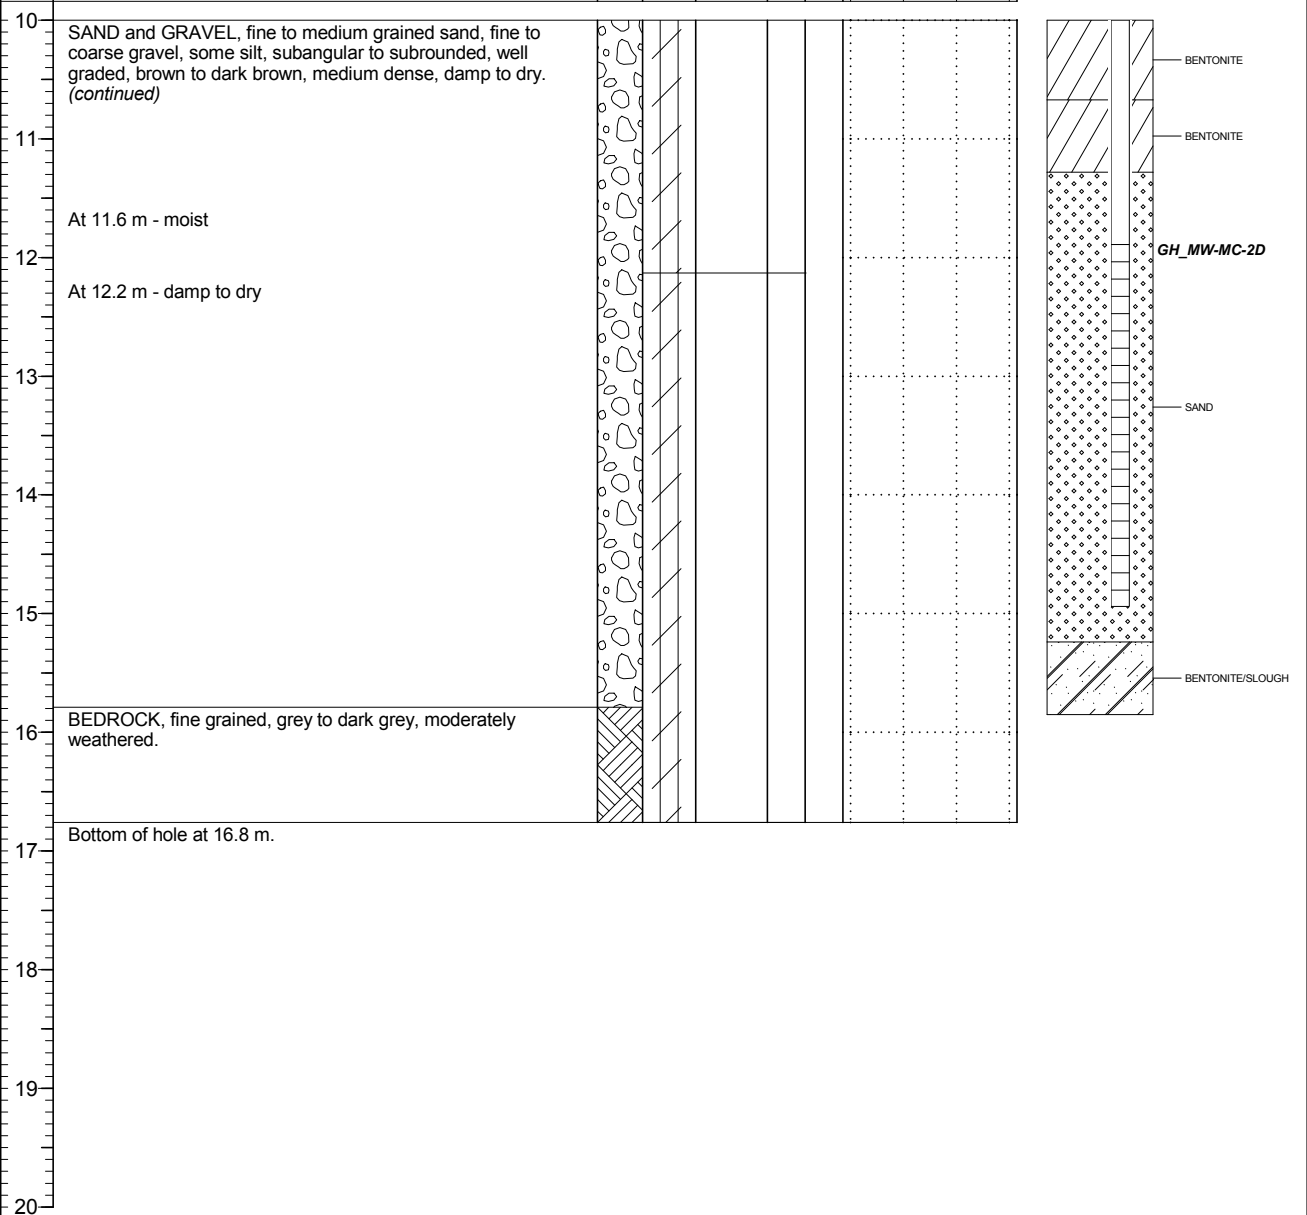 10
SAND and GRAVEL, fine to medium grained sand, fine to
coarse gravel, some silt, subangular to subrounded, well
graded, brown to dark brown, medium dense, damp to dry.
(continued)
BENTONITE
11
BENTONITE
At 11.6 m - moist
12
GH_MW-MC-2D
At 12.2 m - damp to dry
13
SAND
14
15
BENTONITE/SLOUGH
BEDROCK, fine grained, grey to dark grey, moderately
weathered.
16
Bottom of hole at 16.8 m.
17
18
19
20